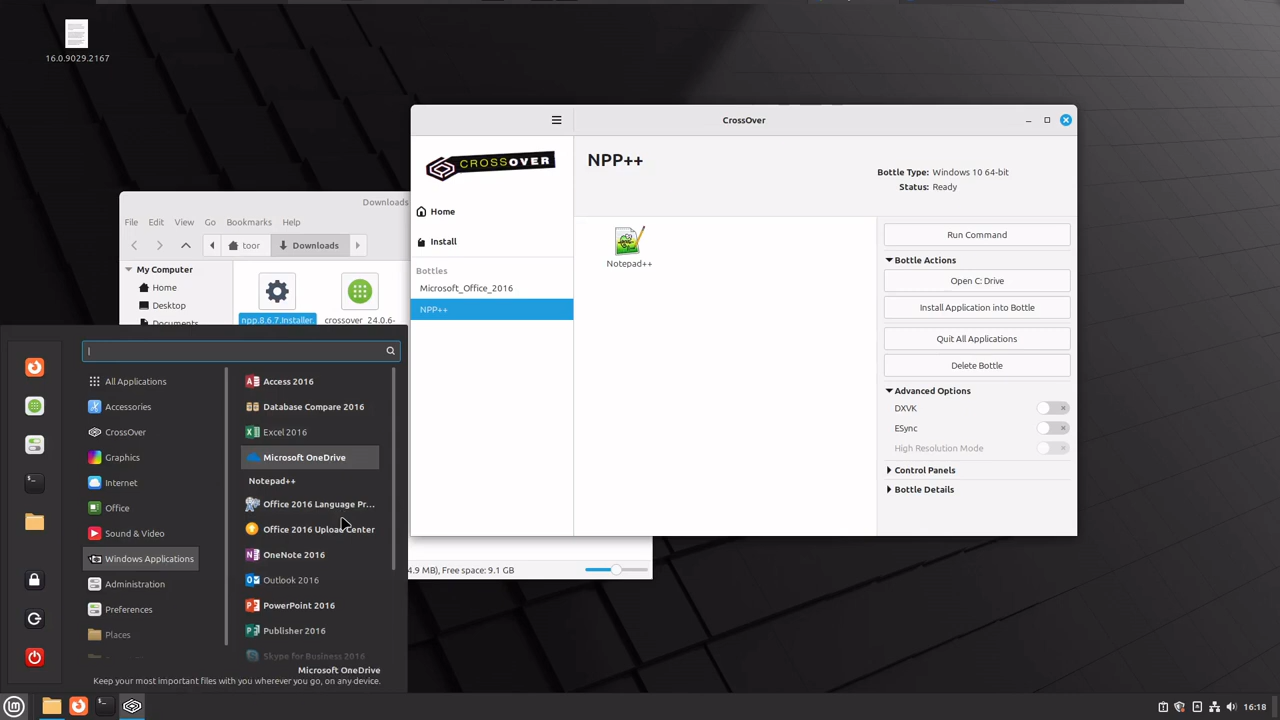 16.0.9029.2167
CrossOver
CROSSOVER
Home
Install
Bottles
Microsoft_Office_2016
NPP++
NPP++
Bottle Type: Windows 10 64-bit
Status: Ready
Notepad++
Run Command
Bottle Actions
Open C: Drive
Install Application into Bottle
Quit All Applications
Delete Bottle
Advanced Options
DXVK
ESync
High Resolution Mode
Control Panels
Bottle Details
Downloads
File Edit View Go Bookmarks Help
toor Downloads
My Computer
Home
Desktop
Documents
npp.8.6.7.Installer.
crossover_24.0.6-
4.9 MB), Free space: 9.1 GB
All Applications
Accessories
CrossOver
Graphics
Internet
Office
Sound & Video
Windows Applications
Administration
Preferences
Places
Access 2016
Database Compare 2016
Excel 2016
Microsoft OneDrive
Notepad++
Office 2016 Language Pr...
Office 2016 Upload Center
OneNote 2016
Outlook 2016
PowerPoint 2016
Publisher 2016
Skype for Business 2016
Microsoft OneDrive
Keep your most important files with you wherever you go, on any device.
16:18